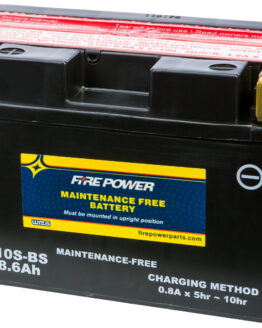 FIRE POWER
MAINTENANCE FREE
BATTERY
Must be mounted in upright position
WPS
firepowerparts.com
10S-BS
8.6Ah
MAINTENANCE-FREE
CHARGING METHOD
0.8A x 5hr ~ 10hr